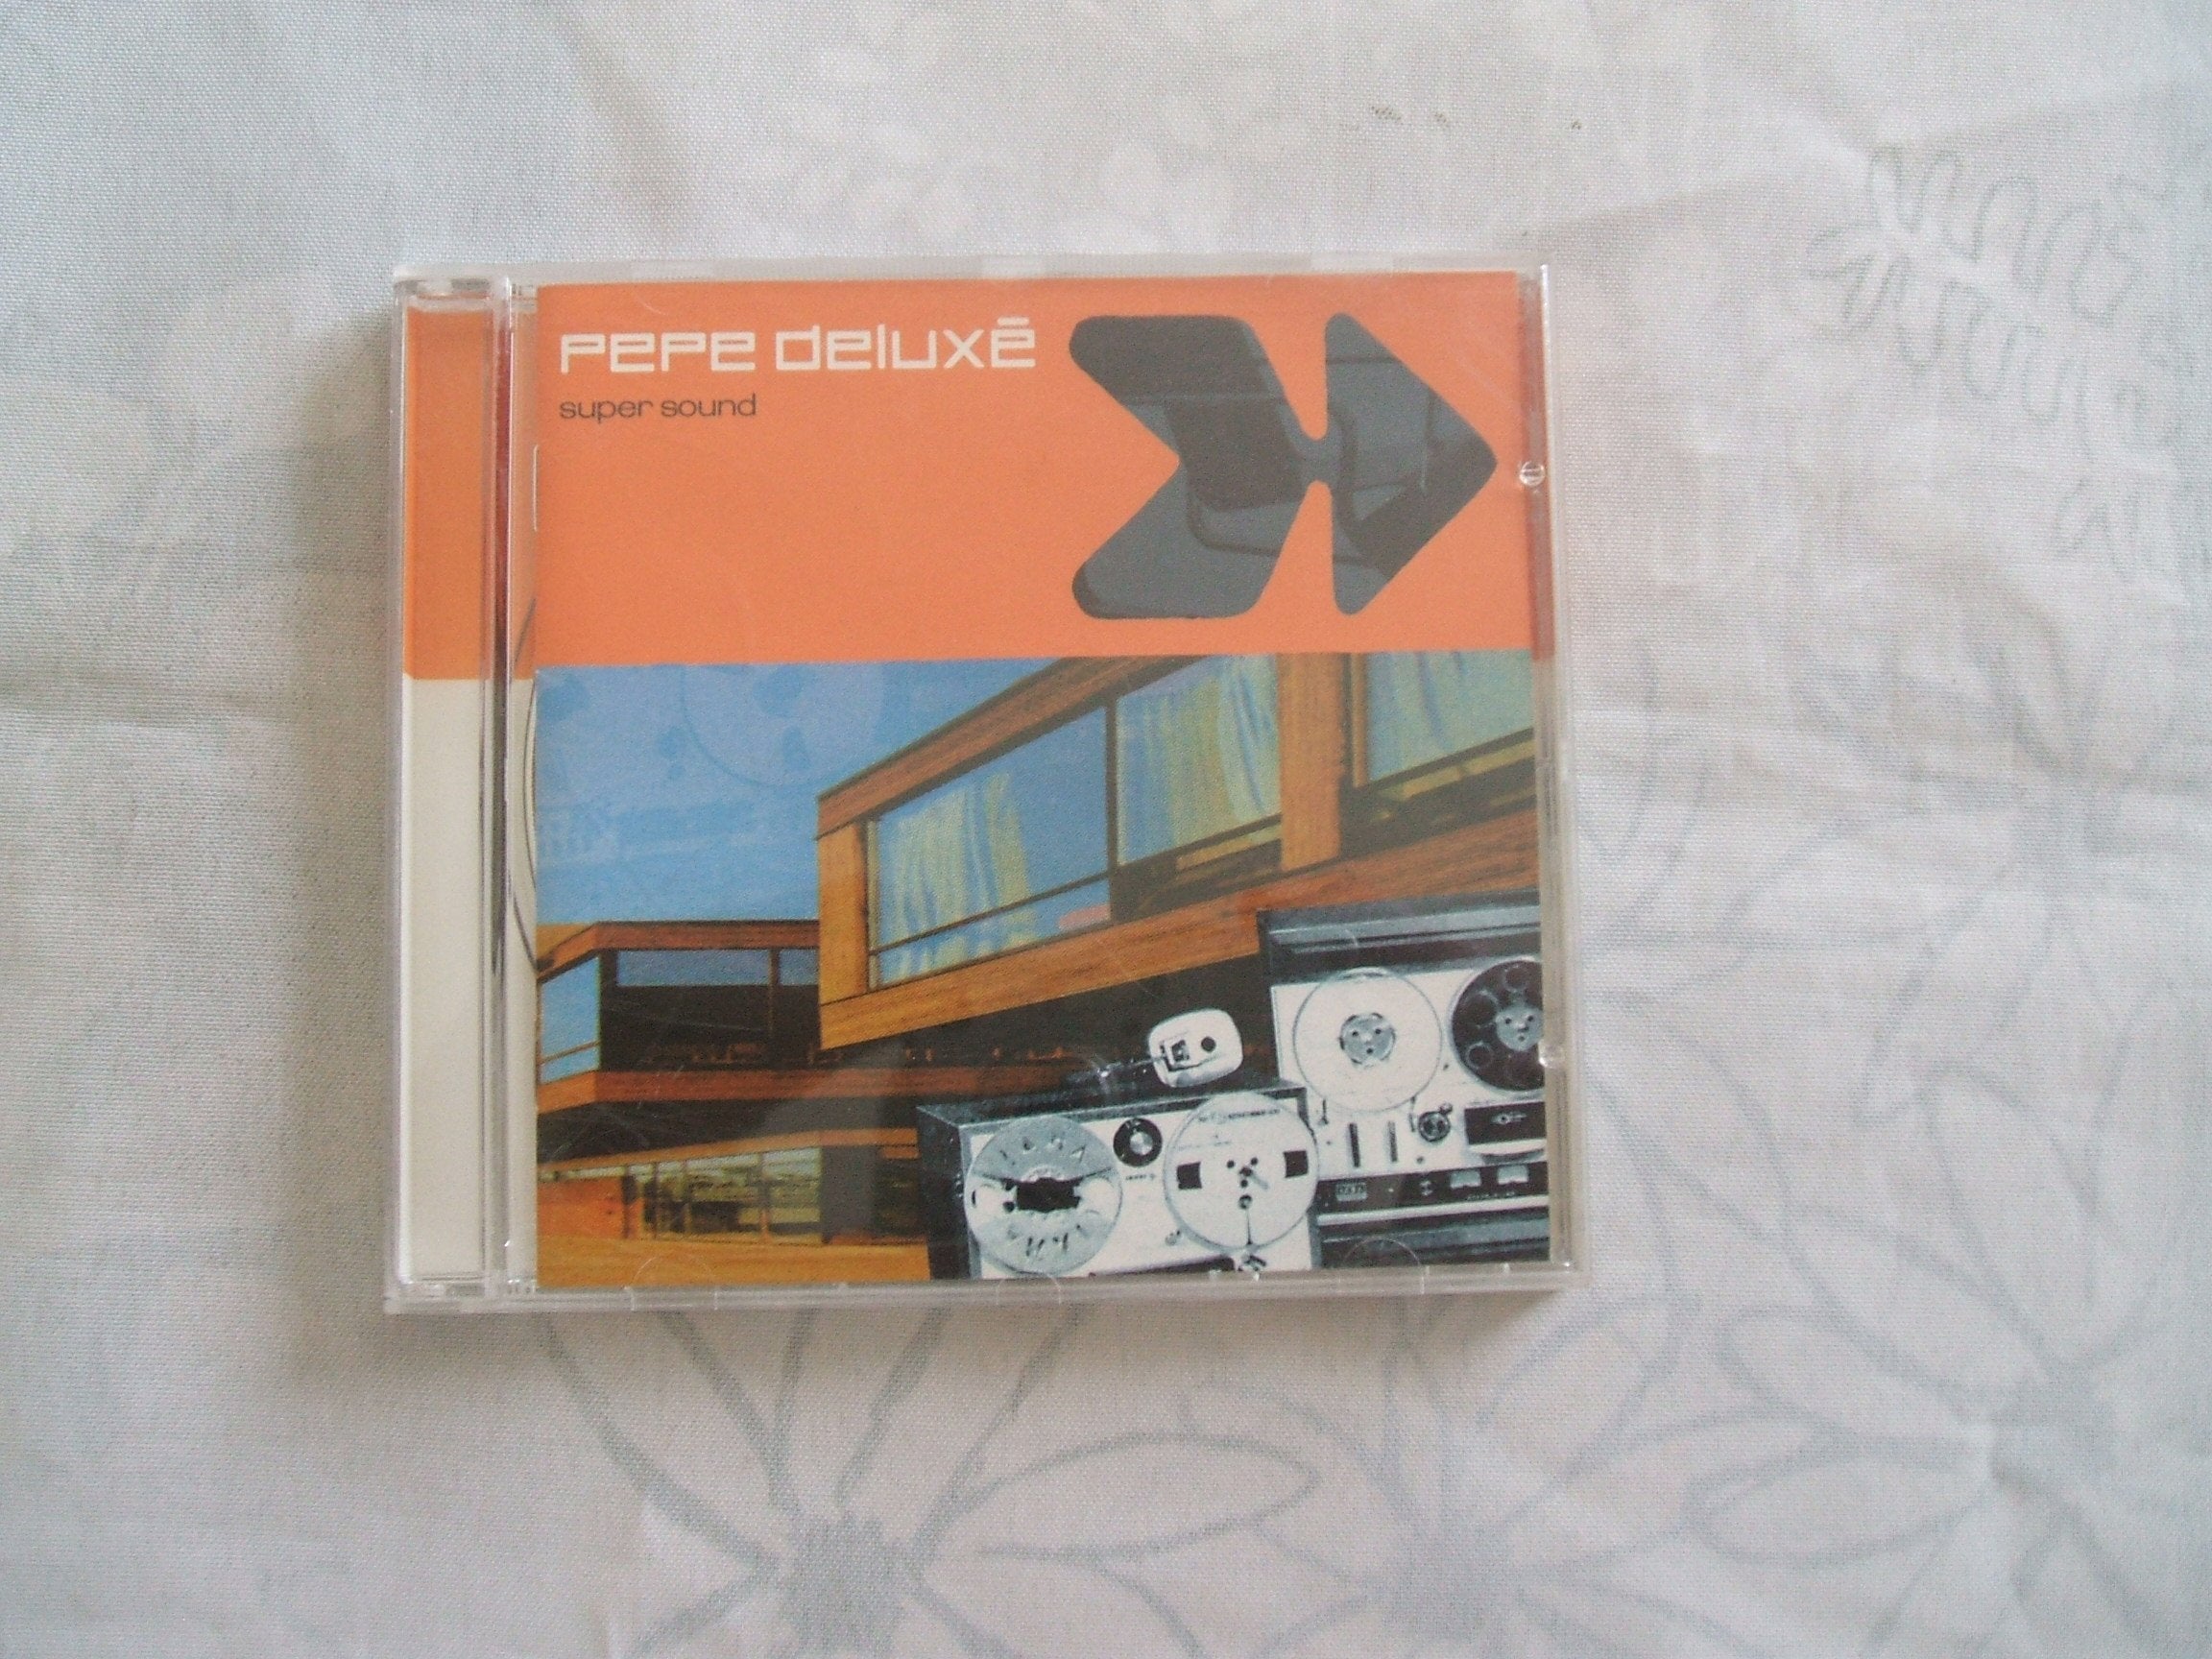 PEPE deluxé
super sound